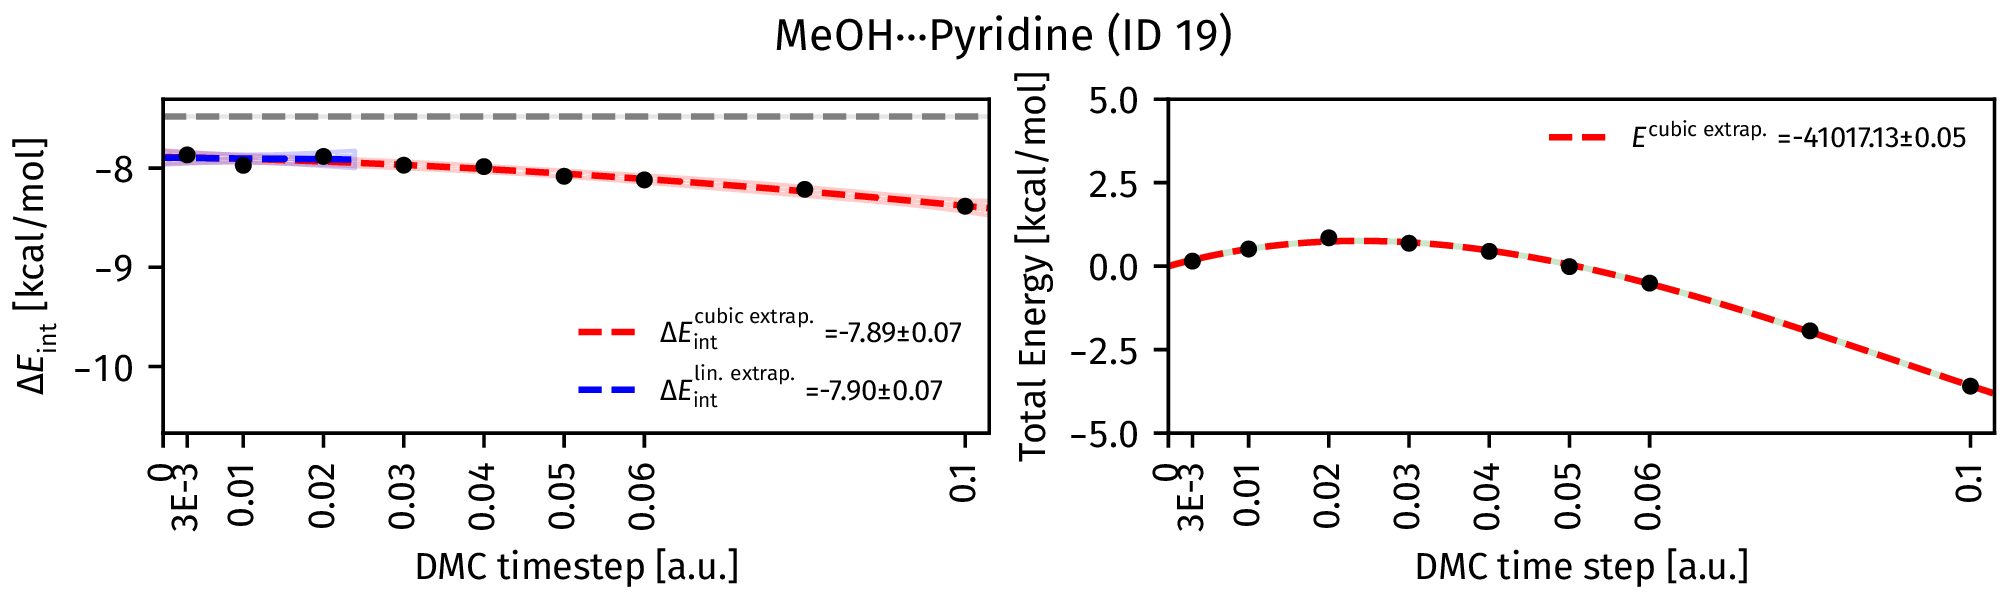 MeOH···Pyridine (ID 19)
ΔE_int [kcal/mol]
−8
−9
−10
ΔE_int^cubic extrap. =-7.89±0.07
ΔE_int^lin. extrap. =-7.90±0.07
0
3E-3
0.01
0.02
0.03
0.04
0.05
0.06
0.1
DMC timestep [a.u.]
Total Energy [kcal/mol]
5.0
2.5
0.0
−2.5
−5.0
E^cubic extrap. =-41017.13±0.05
0
3E-3
0.01
0.02
0.03
0.04
0.05
0.06
0.1
DMC time step [a.u.]